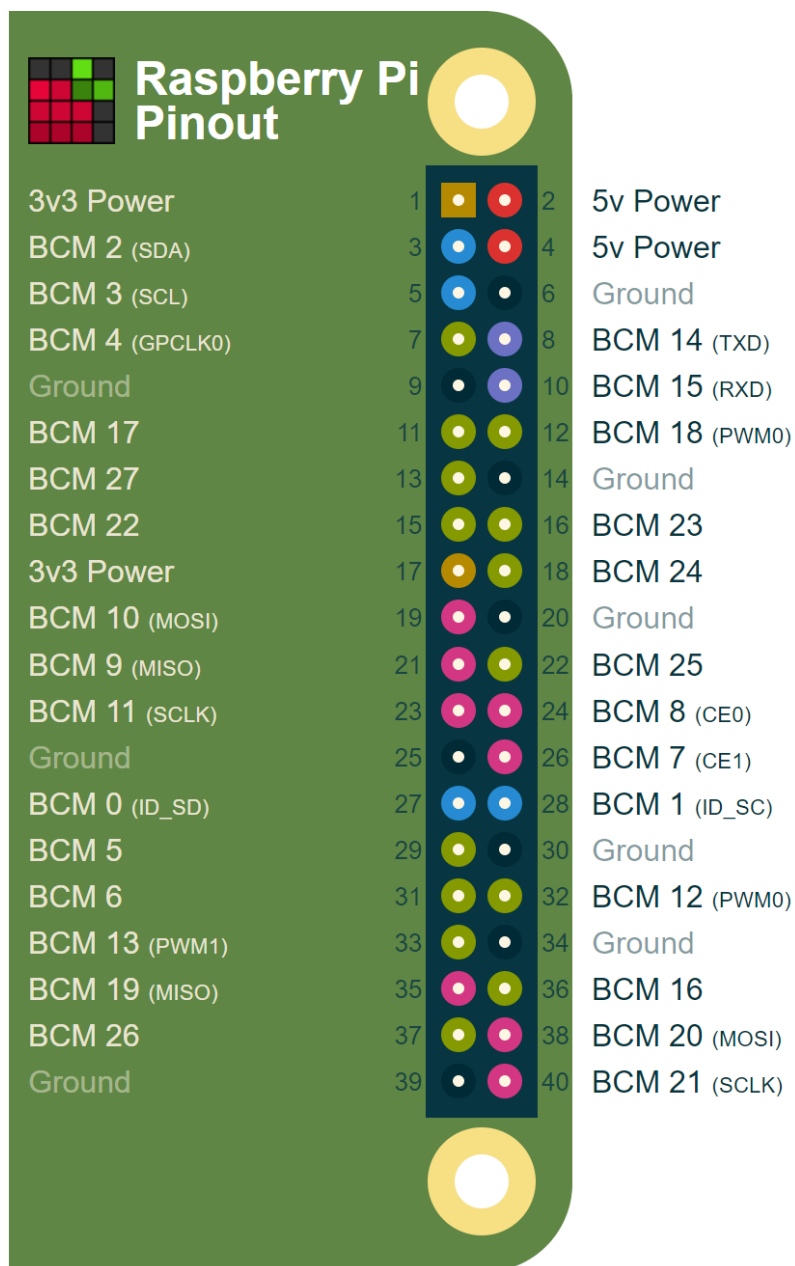 Raspberry Pi
Pinout
3v3 Power 1 2 5v Power
BCM 2 (SDA) 3 4 5v Power
BCM 3 (SCL) 5 6 Ground
BCM 4 (GPCLK0) 7 8 BCM 14 (TXD)
Ground 9 10 BCM 15 (RXD)
BCM 17 11 12 BCM 18 (PWM0)
BCM 27 13 14 Ground
BCM 22 15 16 BCM 23
3v3 Power 17 18 BCM 24
BCM 10 (MOSI) 19 20 Ground
BCM 9 (MISO) 21 22 BCM 25
BCM 11 (SCLK) 23 24 BCM 8 (CE0)
Ground 25 26 BCM 7 (CE1)
BCM 0 (ID_SD) 27 28 BCM 1 (ID_SC)
BCM 5 29 30 Ground
BCM 6 31 32 BCM 12 (PWM0)
BCM 13 (PWM1) 33 34 Ground
BCM 19 (MISO) 35 36 BCM 16
BCM 26 37 38 BCM 20 (MOSI)
Ground 39 40 BCM 21 (SCLK)